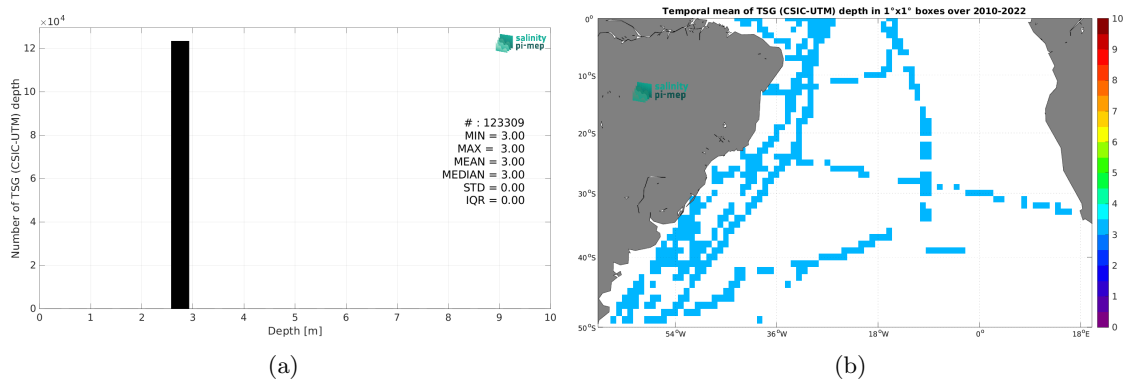 ×10⁴
12
10
8
6
4
2
0
Number of TSG (CSIC-UTM) depth
salinity
pi-mep
# : 123309
MIN = 3.00
MAX = 3.00
MEAN = 3.00
MEDIAN = 3.00
STD = 0.00
IQR = 0.00
0 1 2 3 4 5 6 7 8 9 10
Depth [m]
(a)
Temporal mean of TSG (CSIC-UTM) depth in 1°x1° boxes over 2010-2022
0°
10°S
20°S
30°S
40°S
50°S
salinity
pi-mep
54°W 36°W 18°W 0° 18°E
10
9
8
7
6
5
4
3
2
1
0
(b)